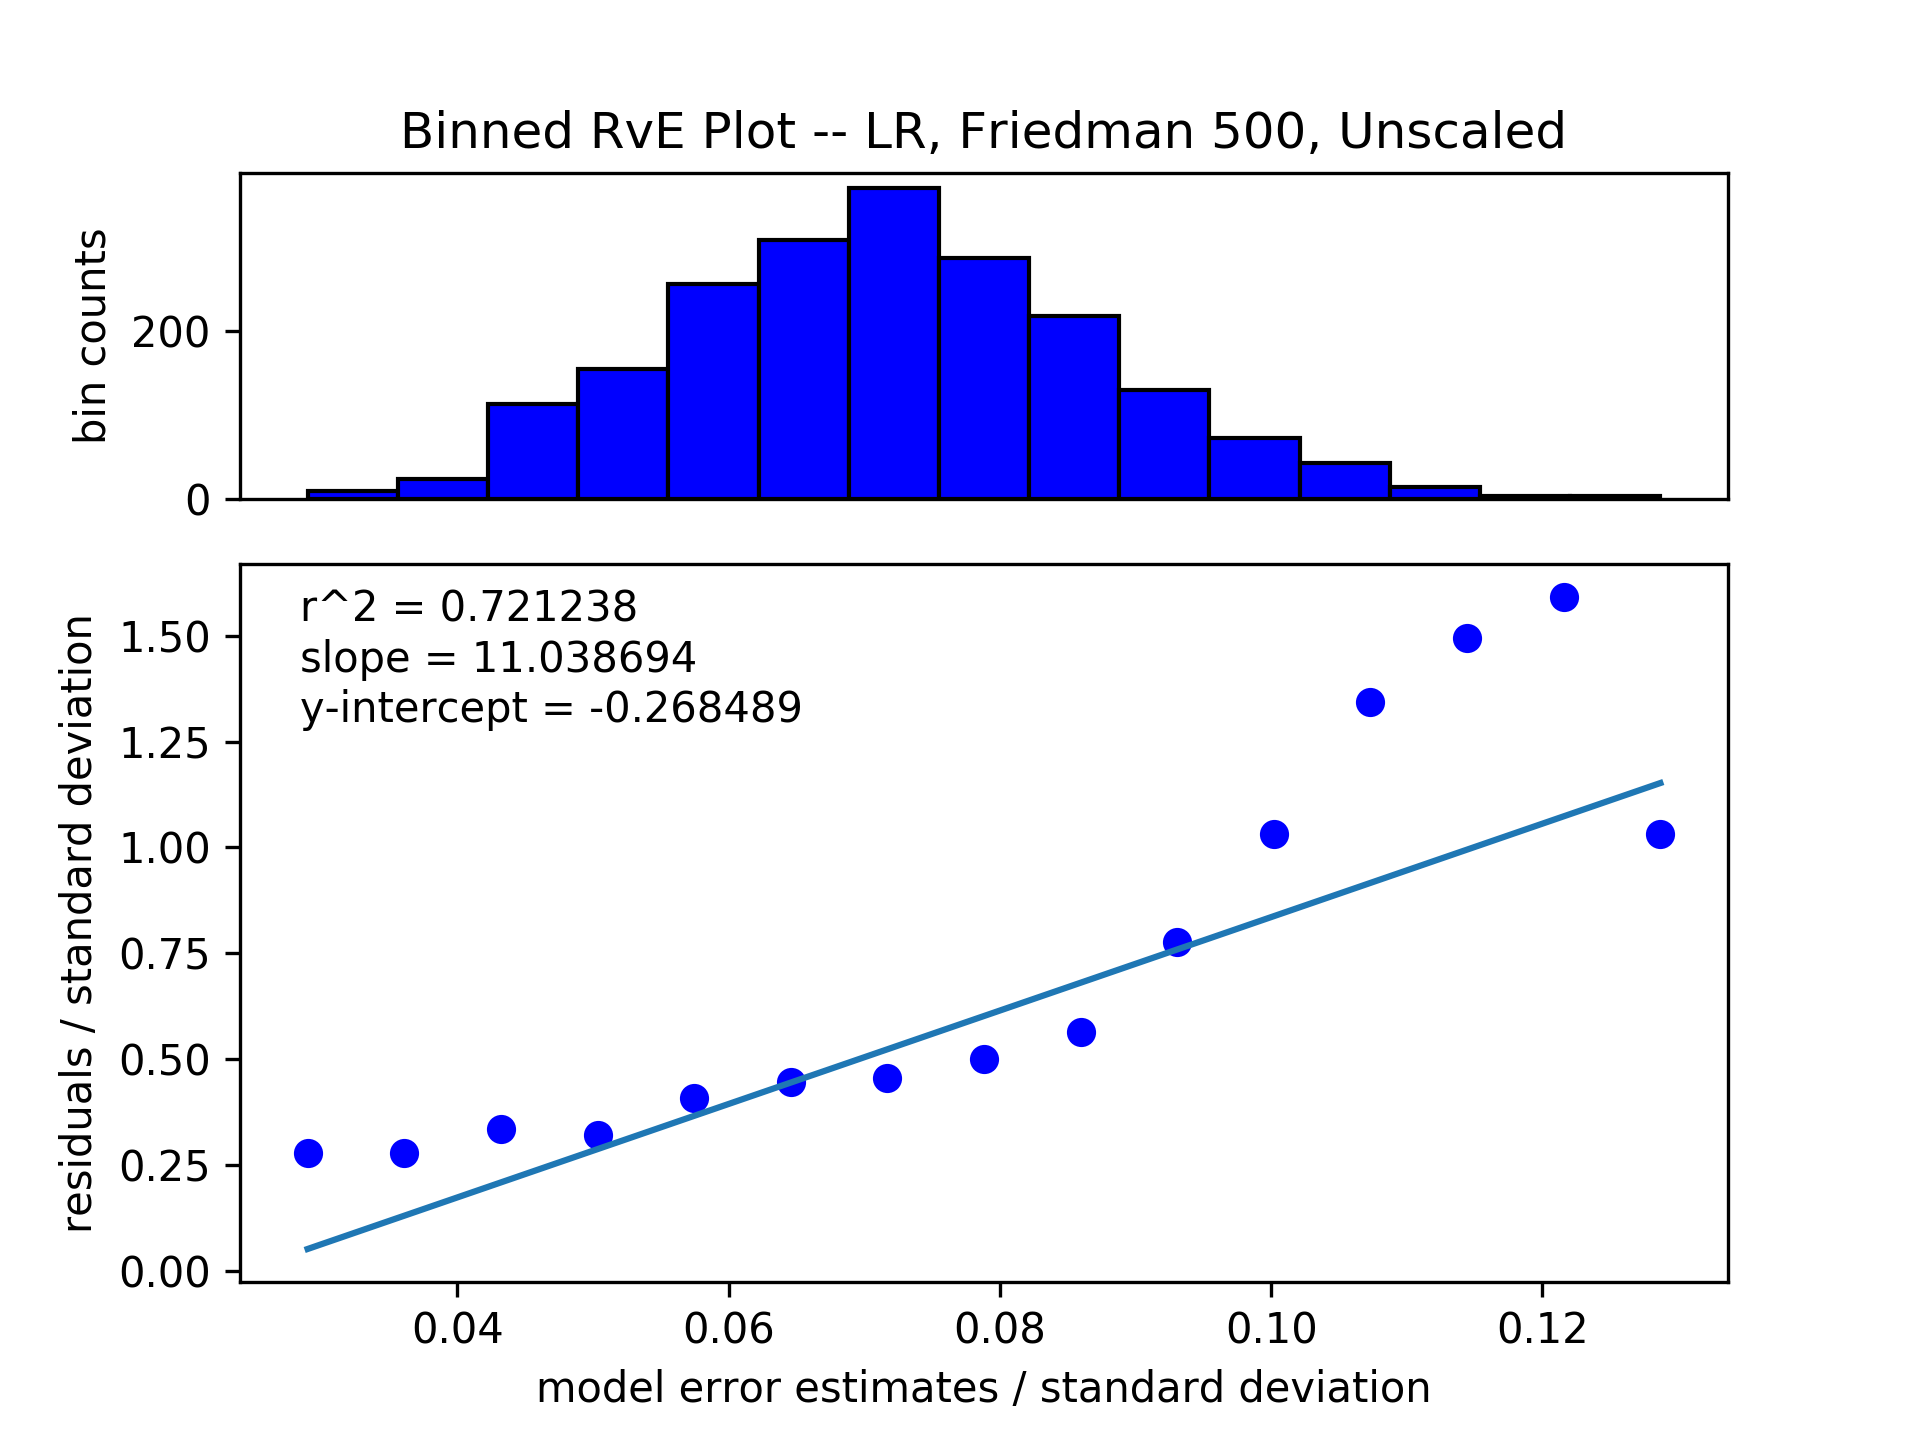 Binned RvE Plot -- LR, Friedman 500, Unscaled
bin counts
200
0
r^2 = 0.721238
slope = 11.038694
y-intercept = -0.268489
residuals / standard deviation
1.50
1.25
1.00
0.75
0.50
0.25
0.00
0.04 0.06 0.08 0.10 0.12
model error estimates / standard deviation